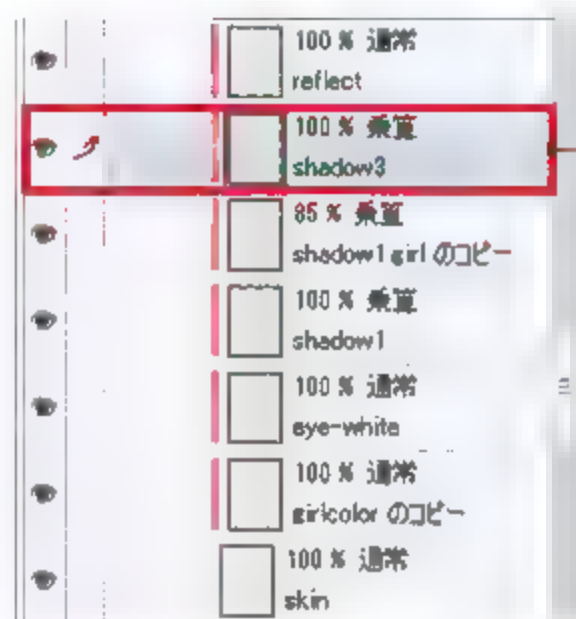 100 % 通常
reflect
100 % 乗算
shadow3
85 % 乗算
shadow1 girl のコピー
100 % 乗算
shadow1
100 % 通常
eye-white
100 % 通常
girlcolor のコピー
100 % 通常
skin